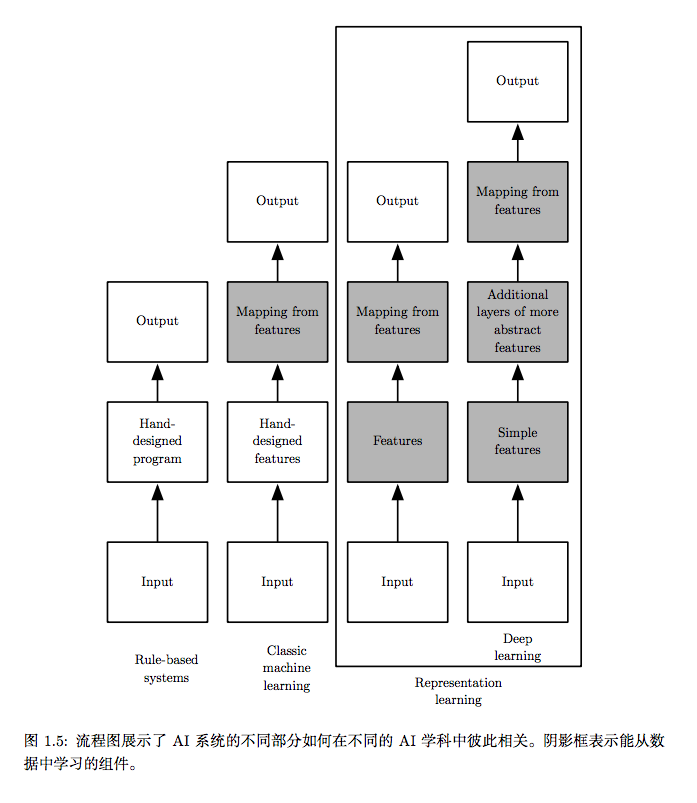 Output
Mapping from
features
Output
Output
Additional
layers of more
abstract
features
Mapping from
features
Mapping from
features
Output
Hand-
designed
program
Hand-
designed
features
Features
Simple
features
Input
Input
Input
Input
Rule-based
systems
Classic
machine
learning
Deep
learning
Representation
learning
图 1.5: 流程图展示了 AI 系统的不同部分如何在不同的 AI 学科中彼此相关。阴影框表示能从数
据中学习的组件。